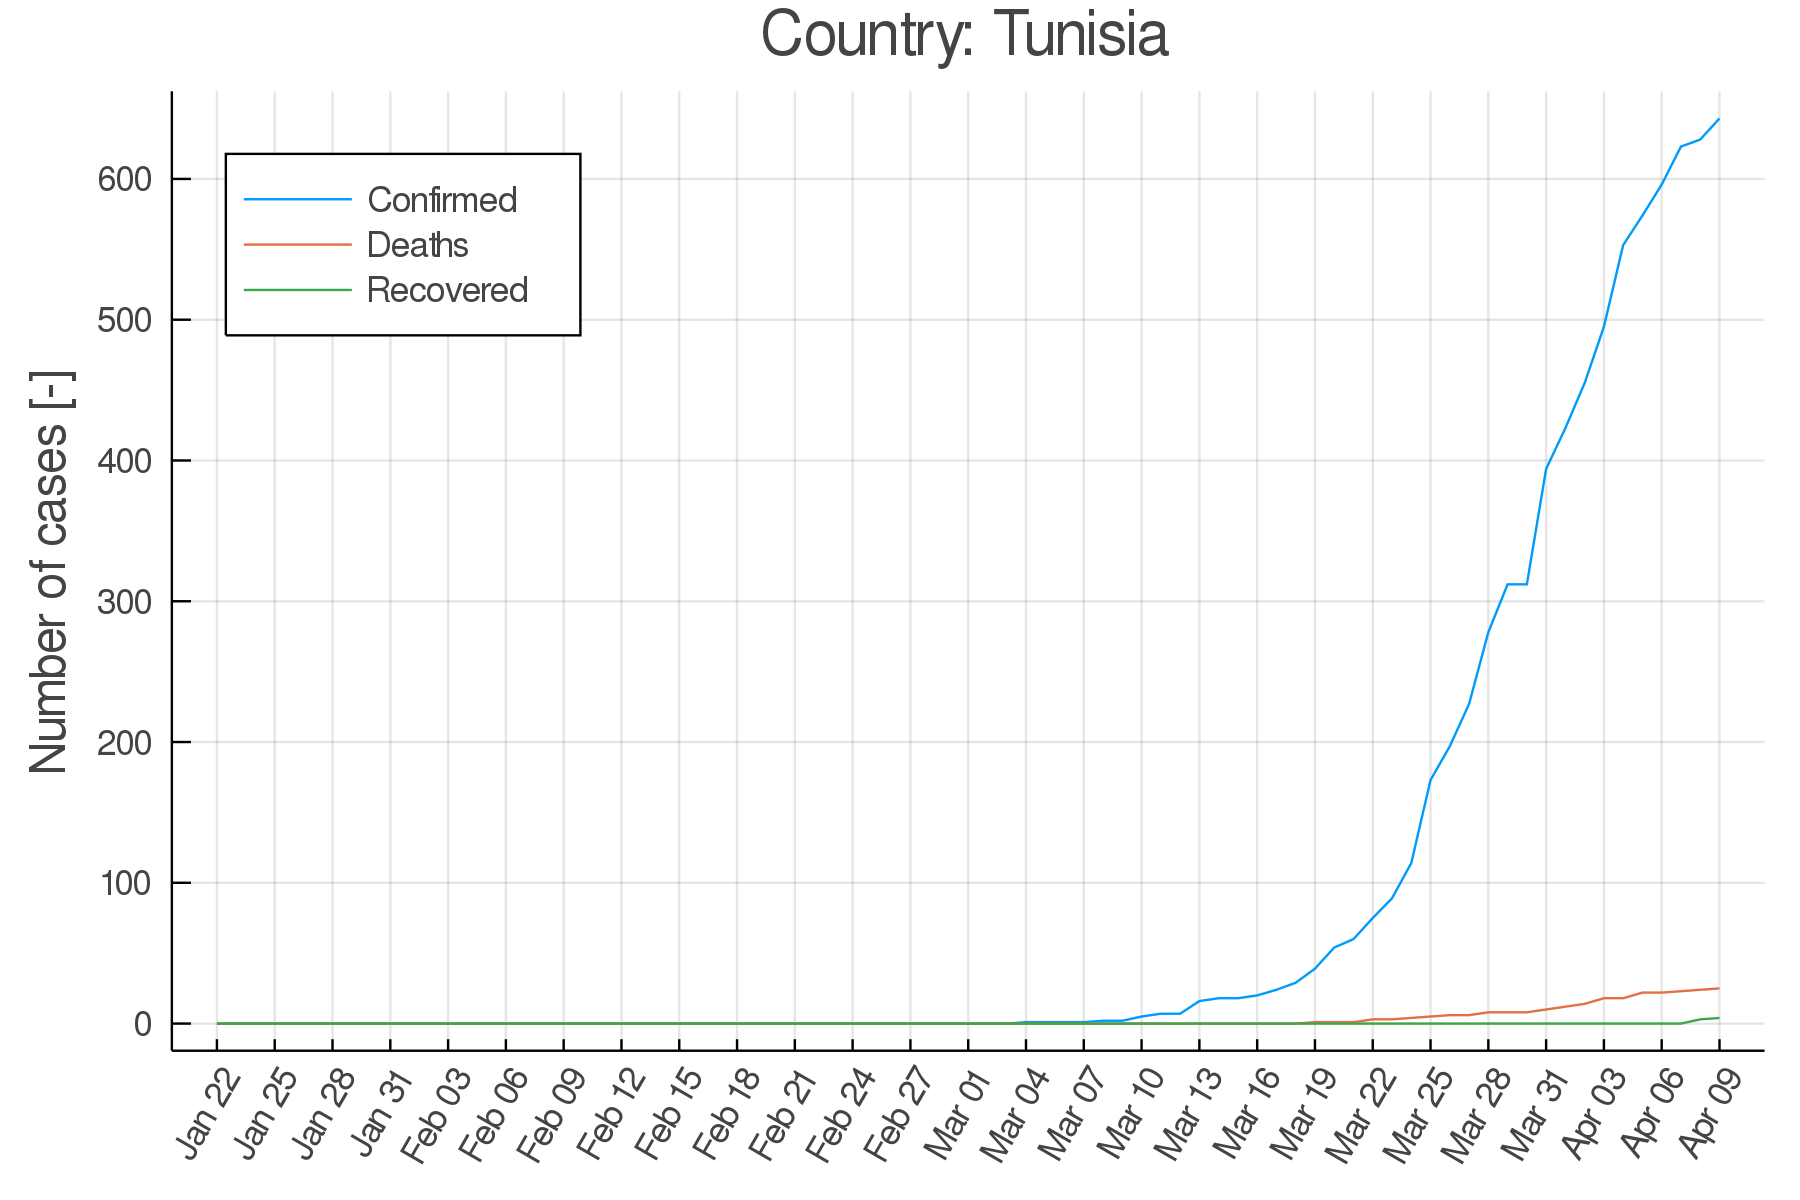 Country: Tunisia
Number of cases [-]
600
500
400
300
200
100
0
Confirmed
Deaths
Recovered
Jan 22
Jan 25
Jan 28
Jan 31
Feb 03
Feb 06
Feb 09
Feb 12
Feb 15
Feb 18
Feb 21
Feb 24
Feb 27
Mar 01
Mar 04
Mar 07
Mar 10
Mar 13
Mar 16
Mar 19
Mar 22
Mar 25
Mar 28
Mar 31
Apr 03
Apr 06
Apr 09